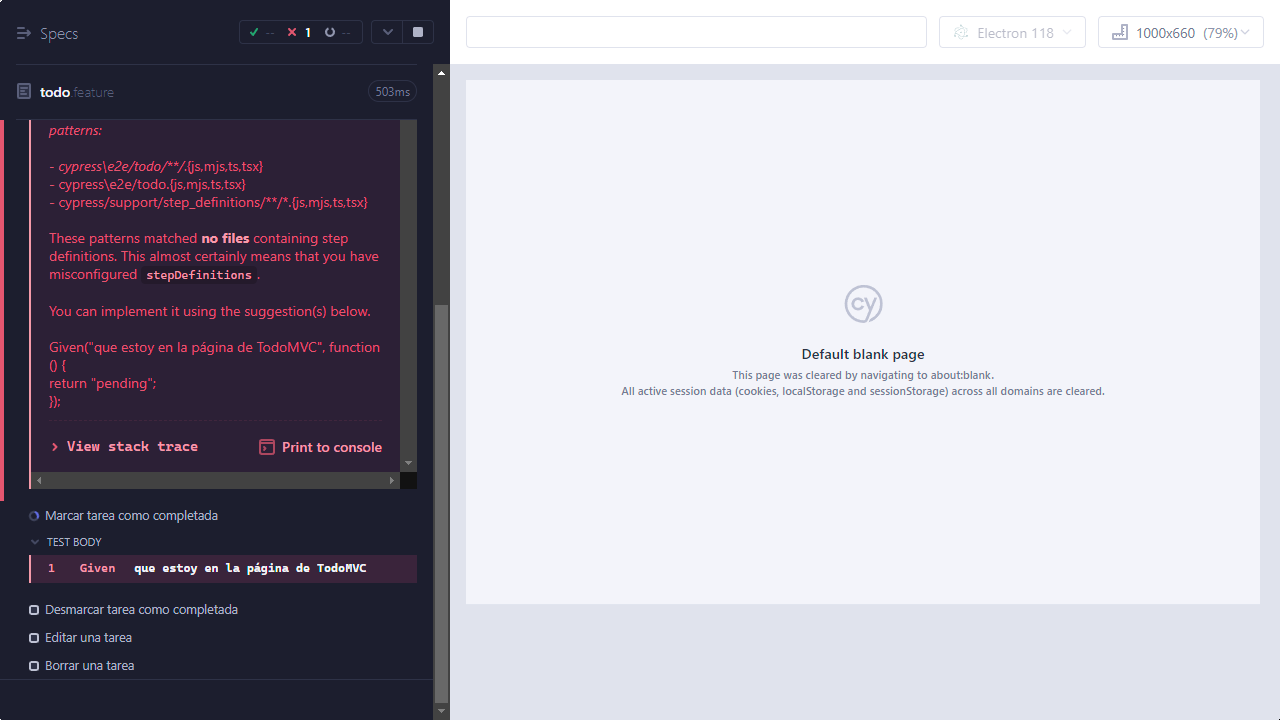 Specs
-- 1 --
todo.feature
503ms
patterns:
- cypress\e2e/todo/**/.{js,mjs,ts,tsx}
- cypress\e2e/todo.{js,mjs,ts,tsx}
- cypress/support/step_definitions/**/*.{js,mjs,ts,tsx}
These patterns matched no files containing step
definitions. This almost certainly means that you have
misconfigured stepDefinitions.
You can implement it using the suggestion(s) below.
Given("que estoy en la página de TodoMVC", function
() {
return "pending";
});
View stack trace
Print to console
Marcar tarea como completada
TEST BODY
1 Given que estoy en la página de TodoMVC
Desmarcar tarea como completada
Editar una tarea
Borrar una tarea
Electron 118
1000x660 (79%)
cy
Default blank page
This page was cleared by navigating to about:blank.
All active session data (cookies, localStorage and sessionStorage) across all domains are cleared.